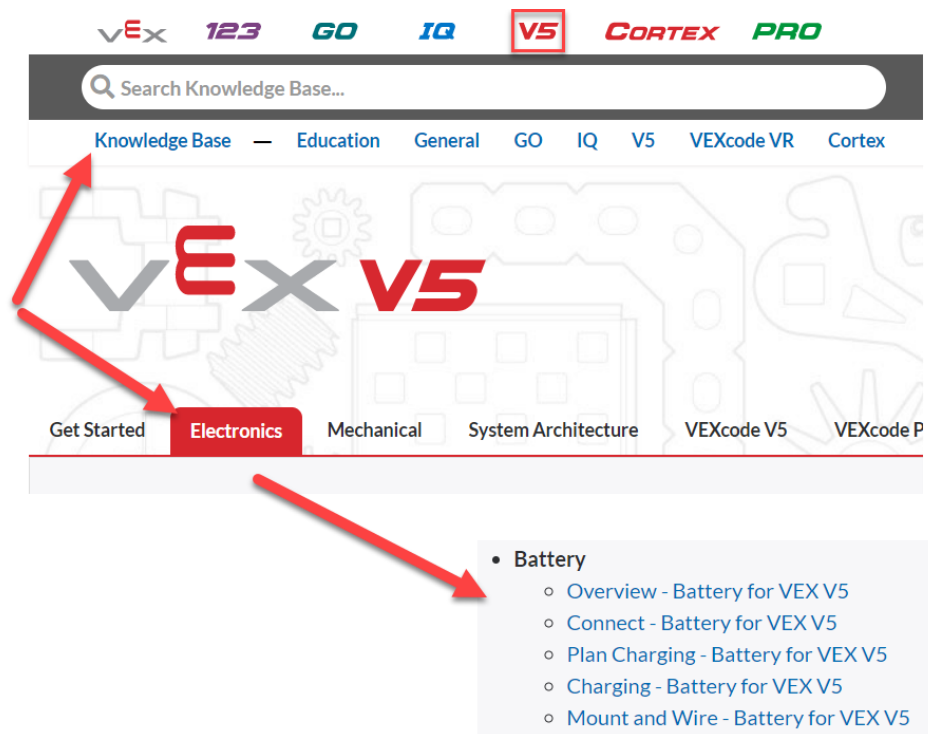 VEX 123 GO IQ V5 CORTEX PRO
Search Knowledge Base...
Knowledge Base — Education General GO IQ V5 VEXcode VR Cortex
VEX V5
Get Started Electronics Mechanical System Architecture VEXcode V5 VEXcode P
• Battery
◦ Overview - Battery for VEX V5
◦ Connect - Battery for VEX V5
◦ Plan Charging - Battery for VEX V5
◦ Charging - Battery for VEX V5
◦ Mount and Wire - Battery for VEX V5